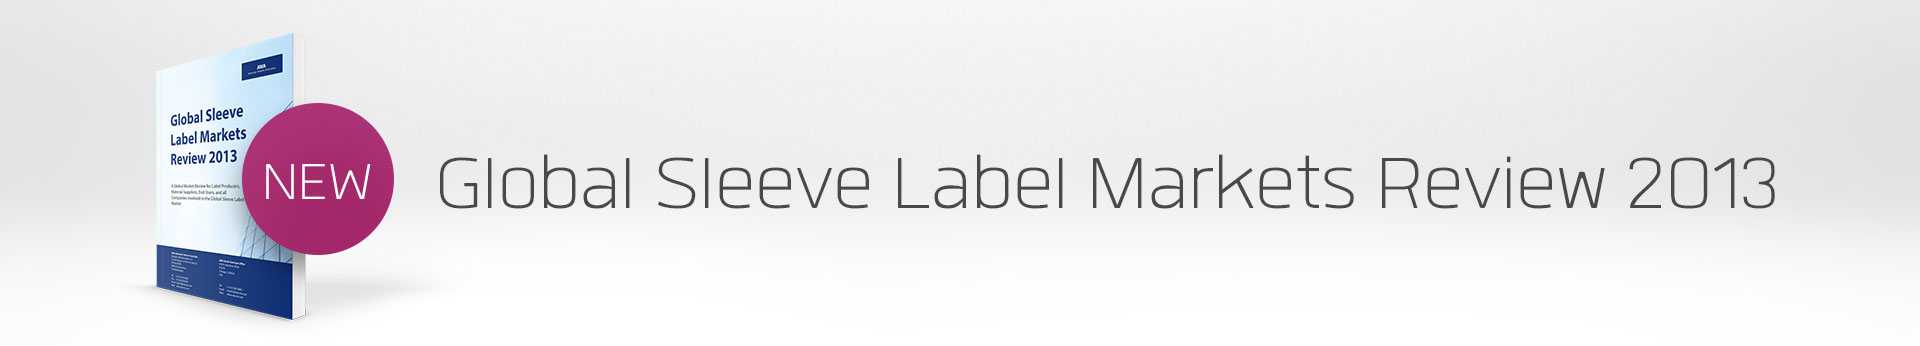 AWA
Global Sleeve
Label Markets
Review 2013
A Global Market Review for Label Producers,
Material Suppliers, End Users, and all
Companies involved in the Global Sleeve Label
Market
NEW
Global Sleeve Label Markets Review 2013